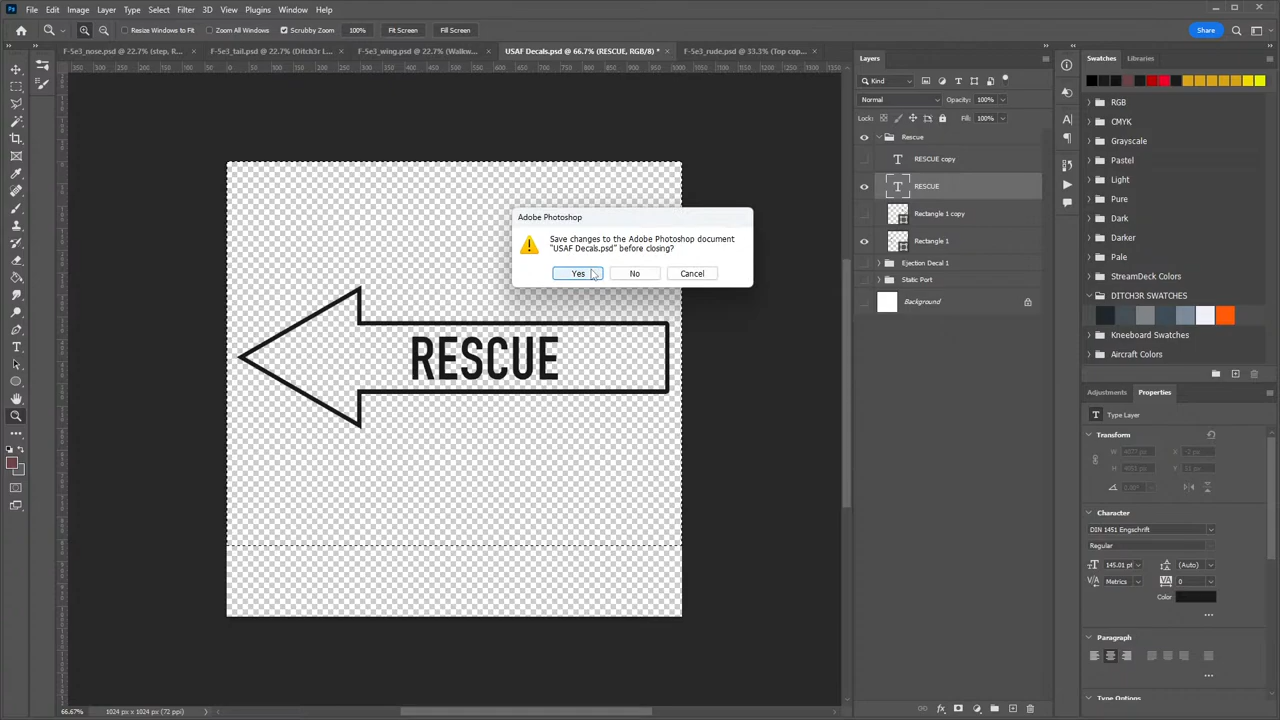 File Edit Image Layer Type Select Filter 3D View Plugins Window Help
Resize Windows to Fit Zoom All Windows Scrubby Zoom 100% Fit Screen Fill Screen Share
F-5e3_nose.psd @ 22.7% (step, R... × F-5e3_tail.psd @ 22.7% (Ditch3r L... × F-5e3_wing.psd @ 22.7% (Walkw... × USAF Decals.psd @ 66.7% (RESCUE, RGB/8) * × F-5e3_rude.psd @ 33.3% (Top cop... ×
Layers
Kind
Normal Opacity: 100%
Lock: Fill: 100%
Rescue
RESCUE copy
RESCUE
Rectangle 1 copy
Rectangle 1
Ejection Decal 1
Static Port
Background
Swatches Libraries
RGB
CMYK
Grayscale
Pastel
Light
Pure
Dark
Darker
Pale
StreamDeck Swatches
DITCH3R SWATCHES
Kneeboard Swatches
Aircraft Colors
Adjustments Properties
Type Layer
Transform
Character
DIN 1451 Engschrift
Regular
145.01 pt (Auto)
Metrics 0
Color
Paragraph
Type Options
Adobe Photoshop
Save changes to the Adobe Photoshop document
"USAF Decals.psd" before closing?
Yes No Cancel
RESCUE
66.67% 1024 px x 1024 px (72 ppi)